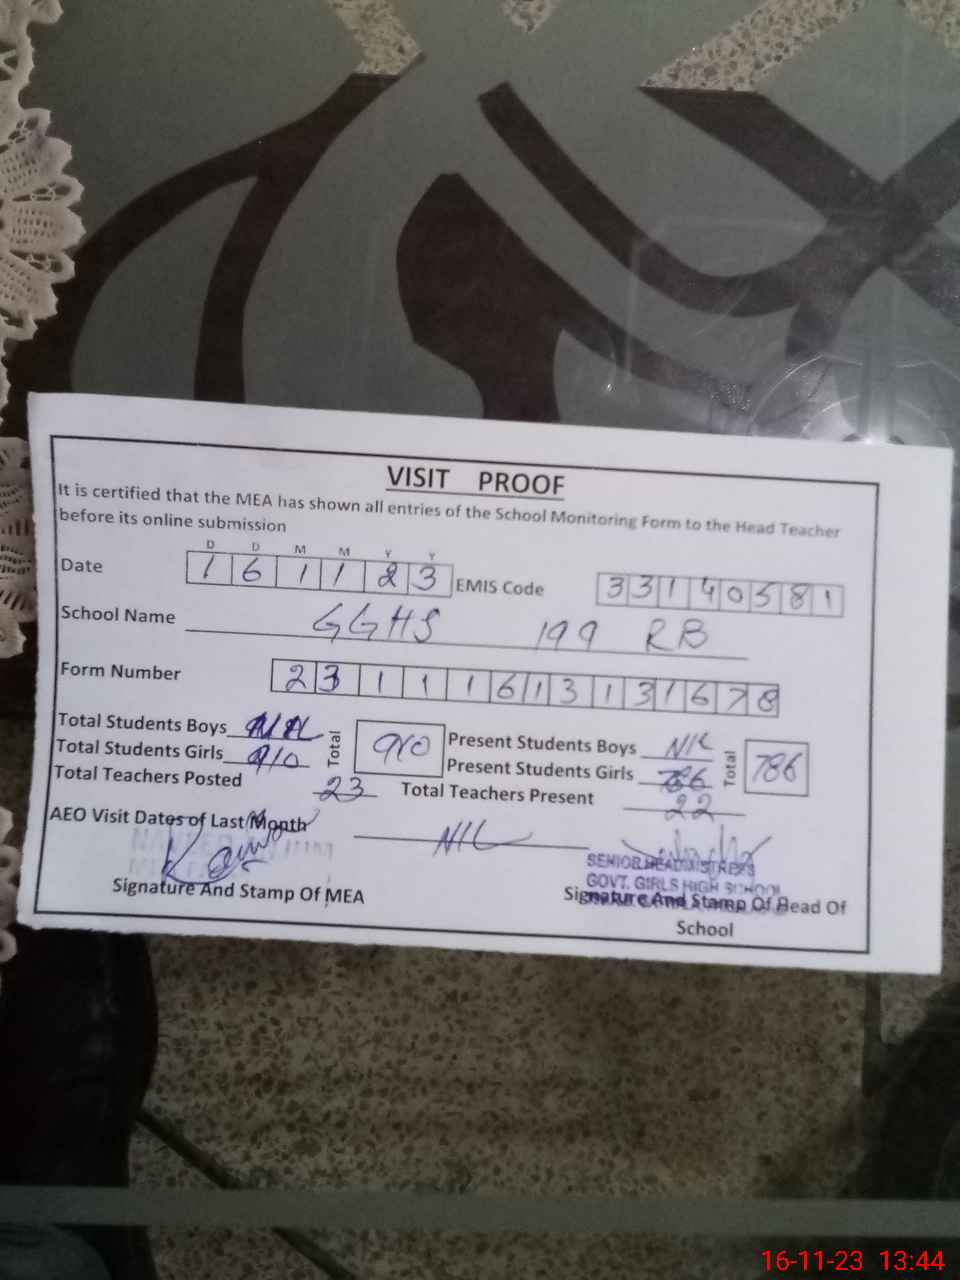 VISIT PROOF
It is certified that the MEA has shown all entries of the School Monitoring Form to the Head Teacher
before its online submission
D D M M Y Y
Date 1 6 1 1 2 3 EMIS Code 3 3 1 4 0 5 8 1
School Name GGHS 199 RB
Form Number 2 3 1 1 1 6 1 3 1 3 1 6 7 8
Total Students Boys NIL Total 910 Present Students Boys NIL Total 786
Total Students Girls 910 Present Students Girls 786
Total Teachers Posted 23 Total Teachers Present 22
AEO Visit Dates of Last Month NIL
SENIOR HEADMISTRESS
GOVT. GIRLS HIGH SCHOOL
Signature And Stamp Of MEA Signature And Stamp Of Head Of
School
16-11-23 13:44